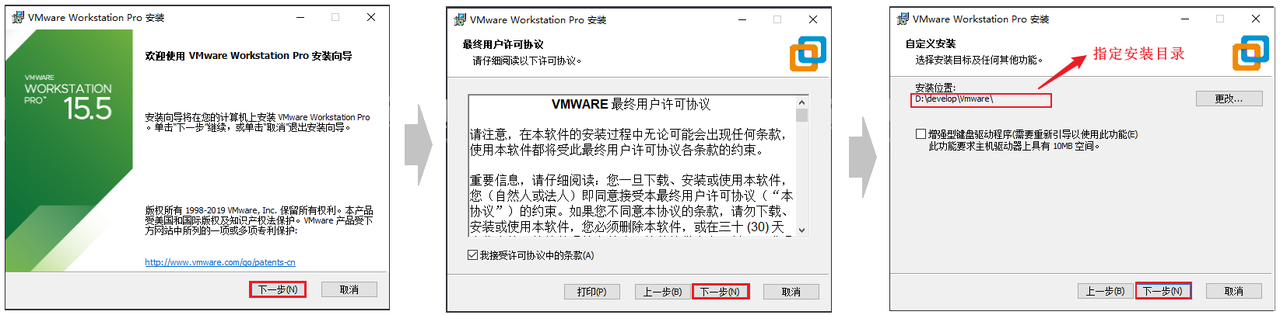 VMware Workstation Pro 安装
欢迎使用 VMware Workstation Pro 安装向导
VMWARE
WORKSTATION
PRO™ 15.5
安装向导将在您的计算机上安装 VMware Workstation Pro
。单击"下一步"继续，或单击"取消"退出安装向导。
版权所有 1998-2019 VMware, Inc. 保留所有权利。本产品
受美国和国际版权及知识产权法保护。VMware 产品受下
方网站中所列的一项或多项专利保护:
http://www.vmware.com/go/patents-cn
下一步(N)
取消
VMware Workstation Pro 安装
最终用户许可协议
请仔细阅读以下许可协议。
VMWARE 最终用户许可协议
请注意，在本软件的安装过程中无论可能会出现任何条款，
使用本软件都将受此最终用户许可协议各条款的约束。
重要信息，请仔细阅读：您一旦下载、安装或使用本软件，
您（自然人或法人）即同意接受本最终用户许可协议（“本
协议”）的约束。如果您不同意本协议的条款，请勿下载、
安装或使用本软件，您必须删除本软件，或在三十 (30) 天
我接受许可协议中的条款(A)
打印(P)
上一步(B)
下一步(N)
取消
VMware Workstation Pro 安装
自定义安装
选择安装目标及任何其他功能。
指定安装目录
安装位置:
D:\develop\Vmware\
更改...
增强型键盘驱动程序(需要重新引导以使用此功能(E)
此功能要求主机驱动器上具有 10MB 空间。
上一步(B)
下一步(N)
取消